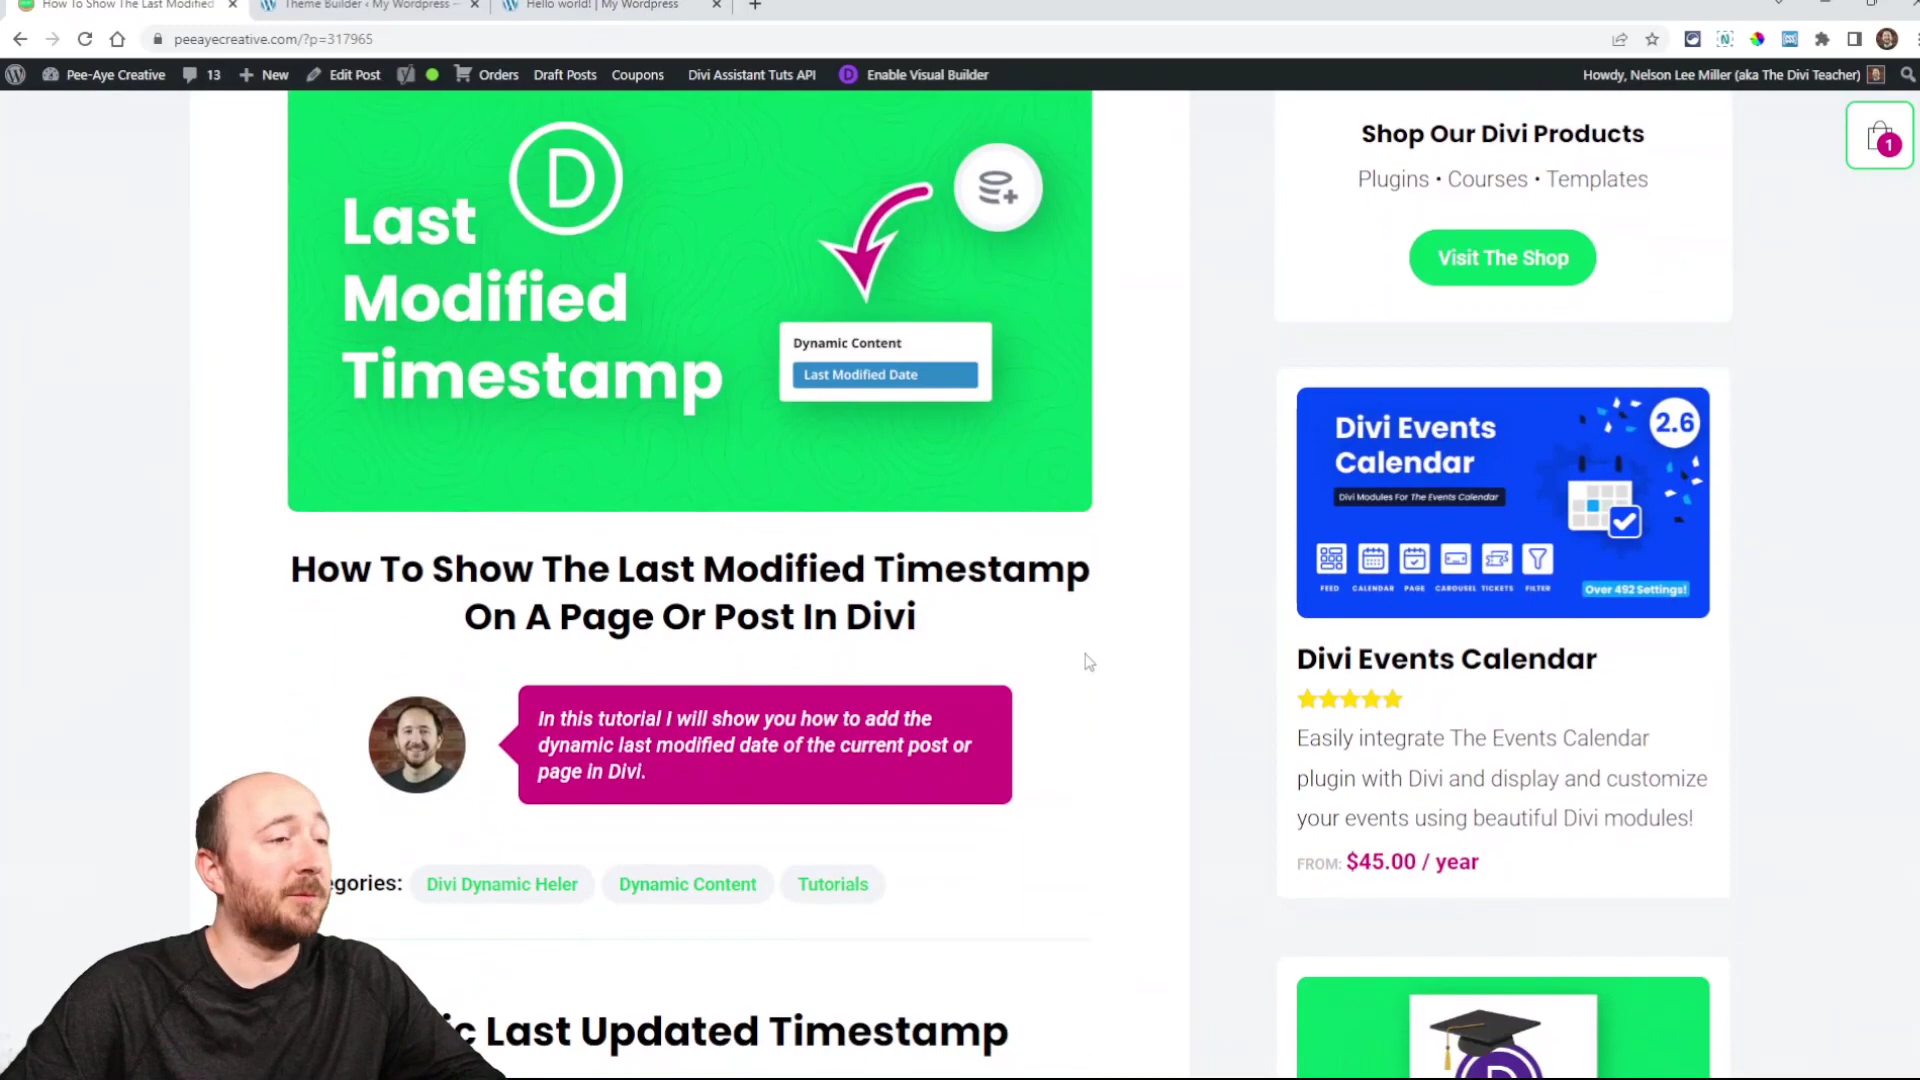 How To Show The Last Modified
Theme Builder ‹ My Wordpress —
Hello world! | My Wordpress
peeayecreative.com/?p=317965
Pee-Aye Creative
13
New
Edit Post
Orders
Draft Posts
Coupons
Divi Assistant Tuts API
Enable Visual Builder
Howdy, Nelson Lee Miller (aka The Divi Teacher)
D
Last
Modified
Timestamp
Dynamic Content
Last Modified Date
How To Show The Last Modified Timestamp
On A Page Or Post In Divi
In this tutorial I will show you how to add the
dynamic last modified date of the current post or
page in Divi.
egories:
Divi Dynamic Heler
Dynamic Content
Tutorials
c Last Updated Timestamp
Shop Our Divi Products
Plugins • Courses • Templates
Visit The Shop
1
Divi Events
Calendar
2.6
Divi Modules For The Events Calendar
FEED
CALENDAR
PAGE
CAROUSEL
TICKETS
FILTER
Over 492 Settings!
Divi Events Calendar
Easily integrate The Events Calendar
plugin with Divi and display and customize
your events using beautiful Divi modules!
FROM: $45.00 / year